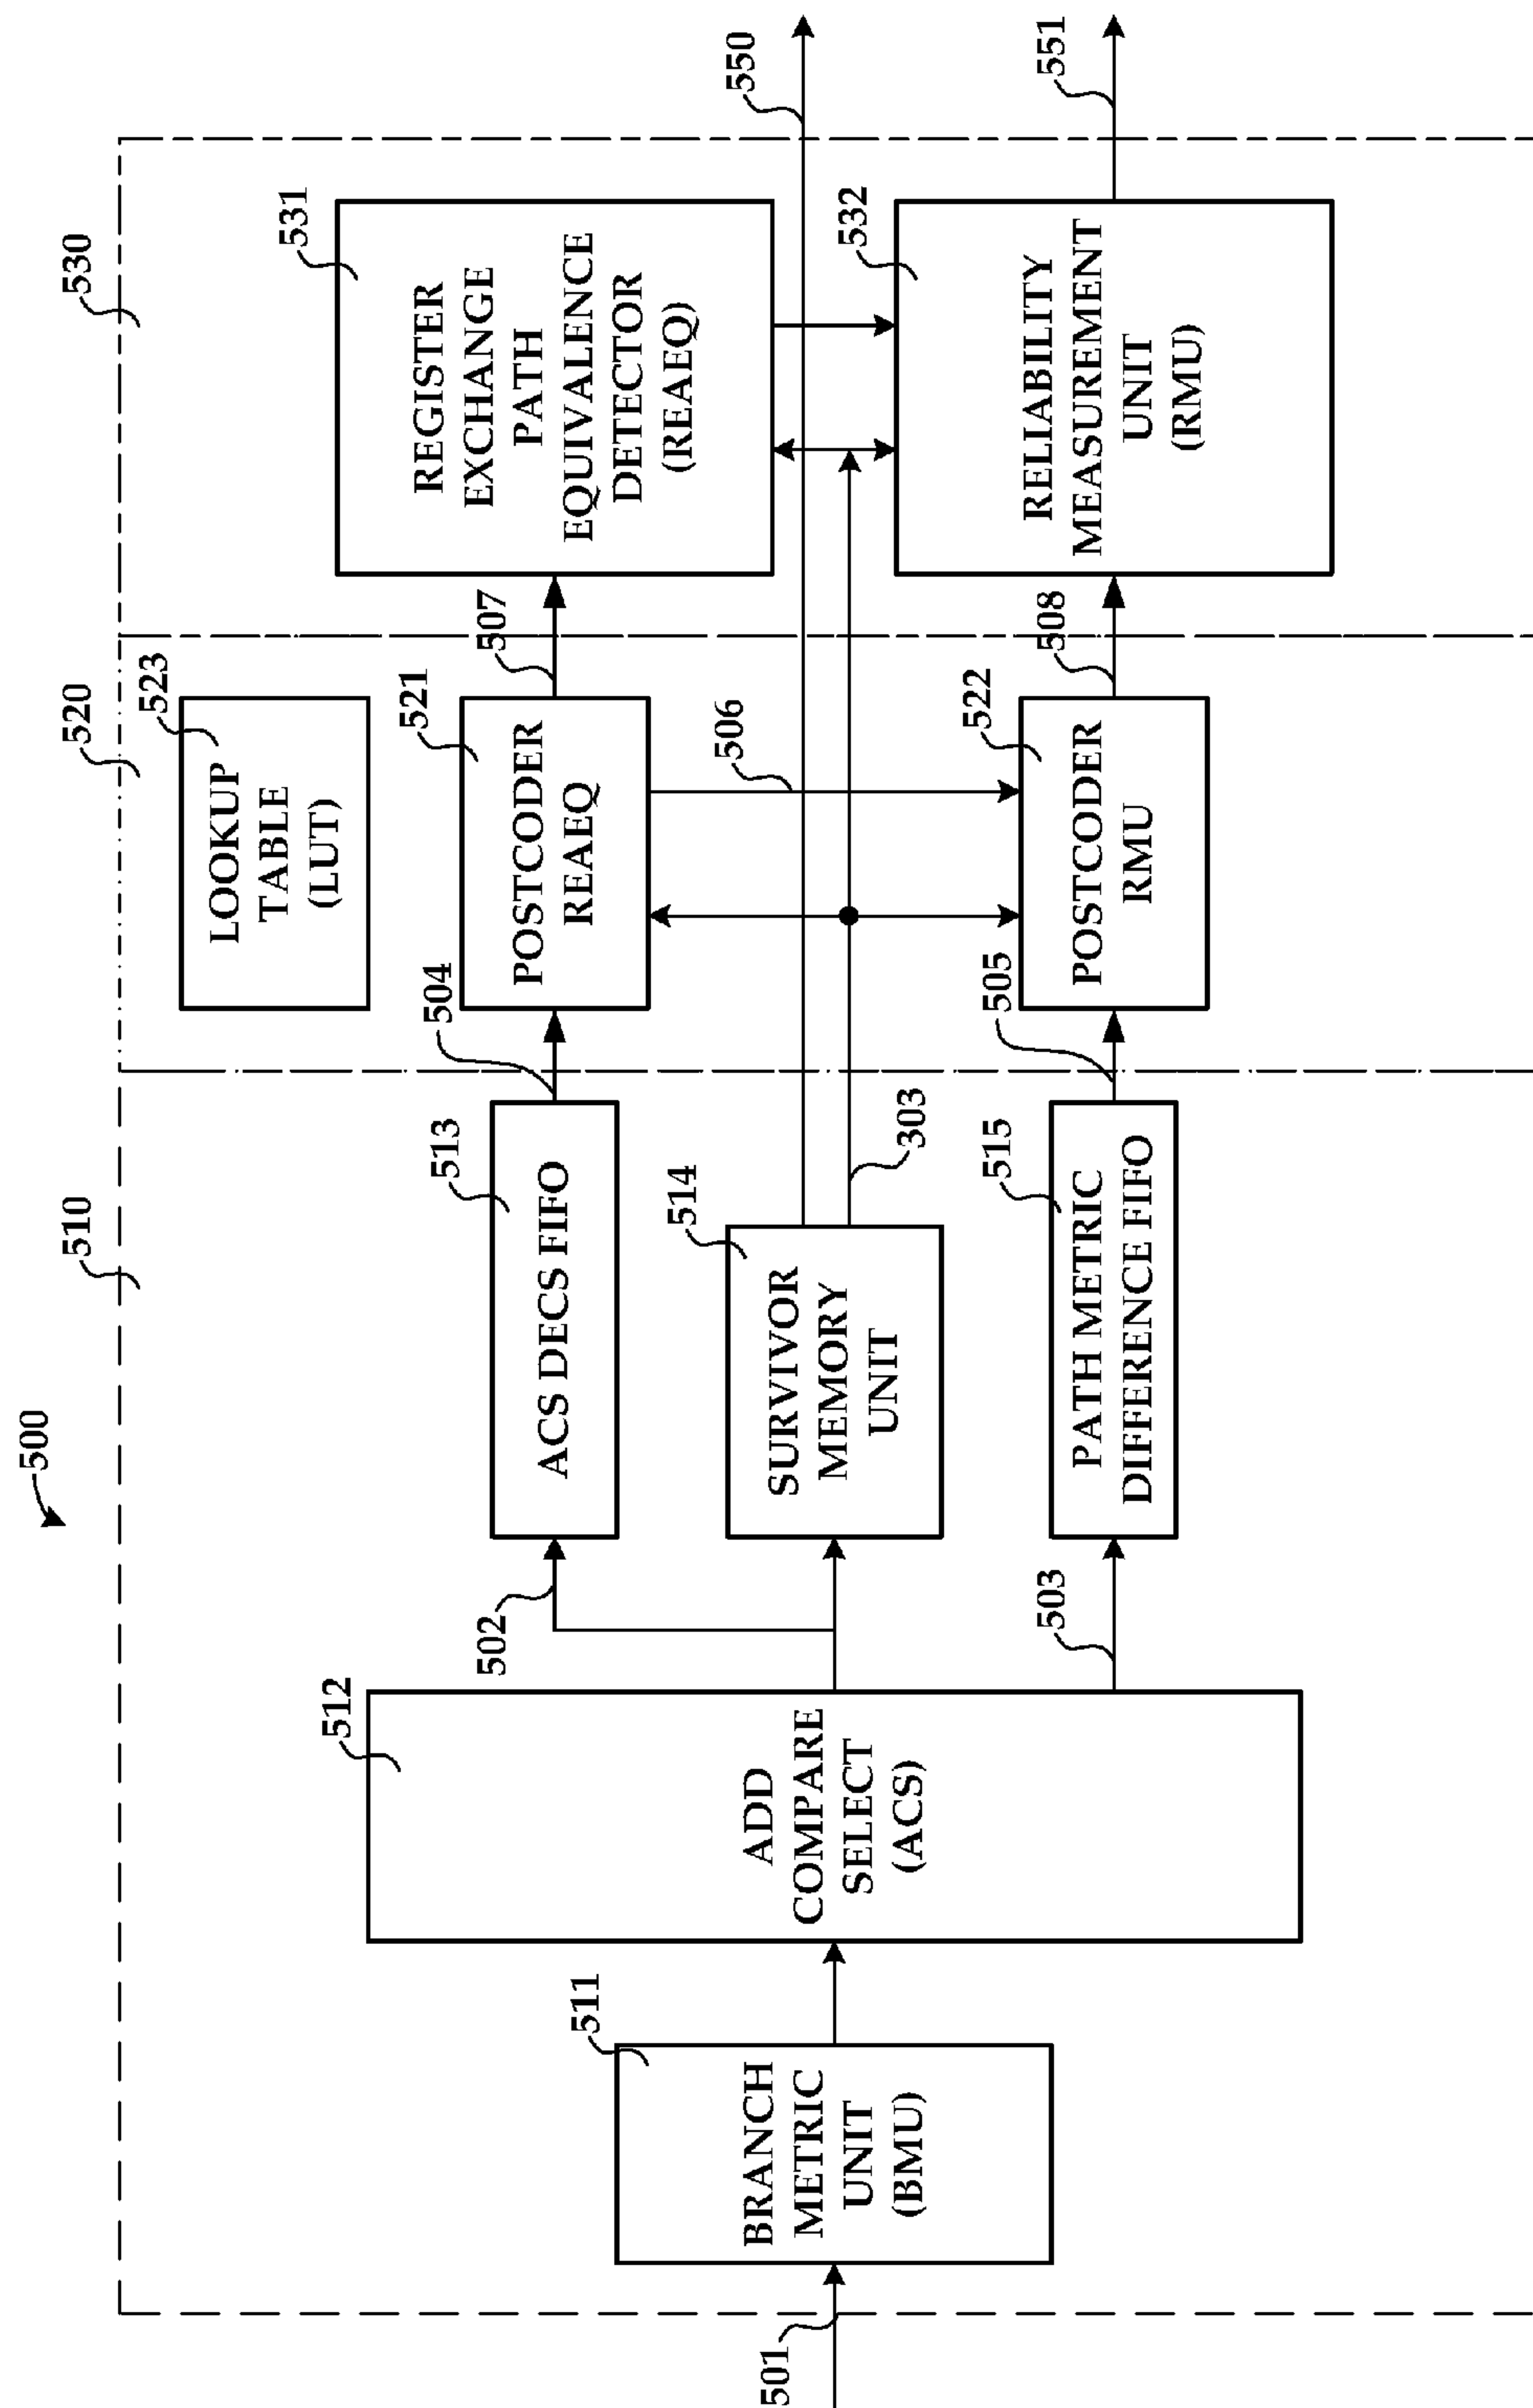 500
510
520
530
501
511
BRANCH
METRIC
UNIT
(BMU)
512
ADD
COMPARE
SELECT
(ACS)
502
503
513
ACS DECS FIFO
514
SURVIVOR
MEMORY
UNIT
515
PATH METRIC
DIFFERENCE FIFO
504
303
505
523
LOOKUP
TABLE
(LUT)
521
POSTCODER
REAEQ
506
522
POSTCODER
RMU
507
508
531
REGISTER
EXCHANGE
PATH
EQUIVALENCE
DETECTOR
(REAEQ)
532
RELIABILITY
MEASUREMENT
UNIT
(RMU)
550
551